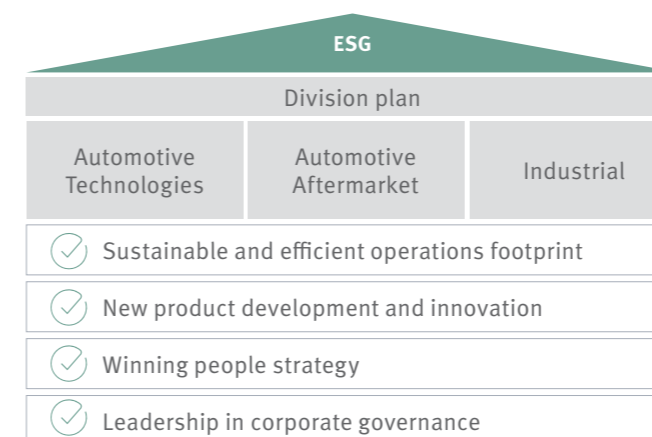 ESG
Division plan
Automotive
Technologies
Automotive
Aftermarket
Industrial
Sustainable and efficient operations footprint
New product development and innovation
Winning people strategy
Leadership in corporate governance